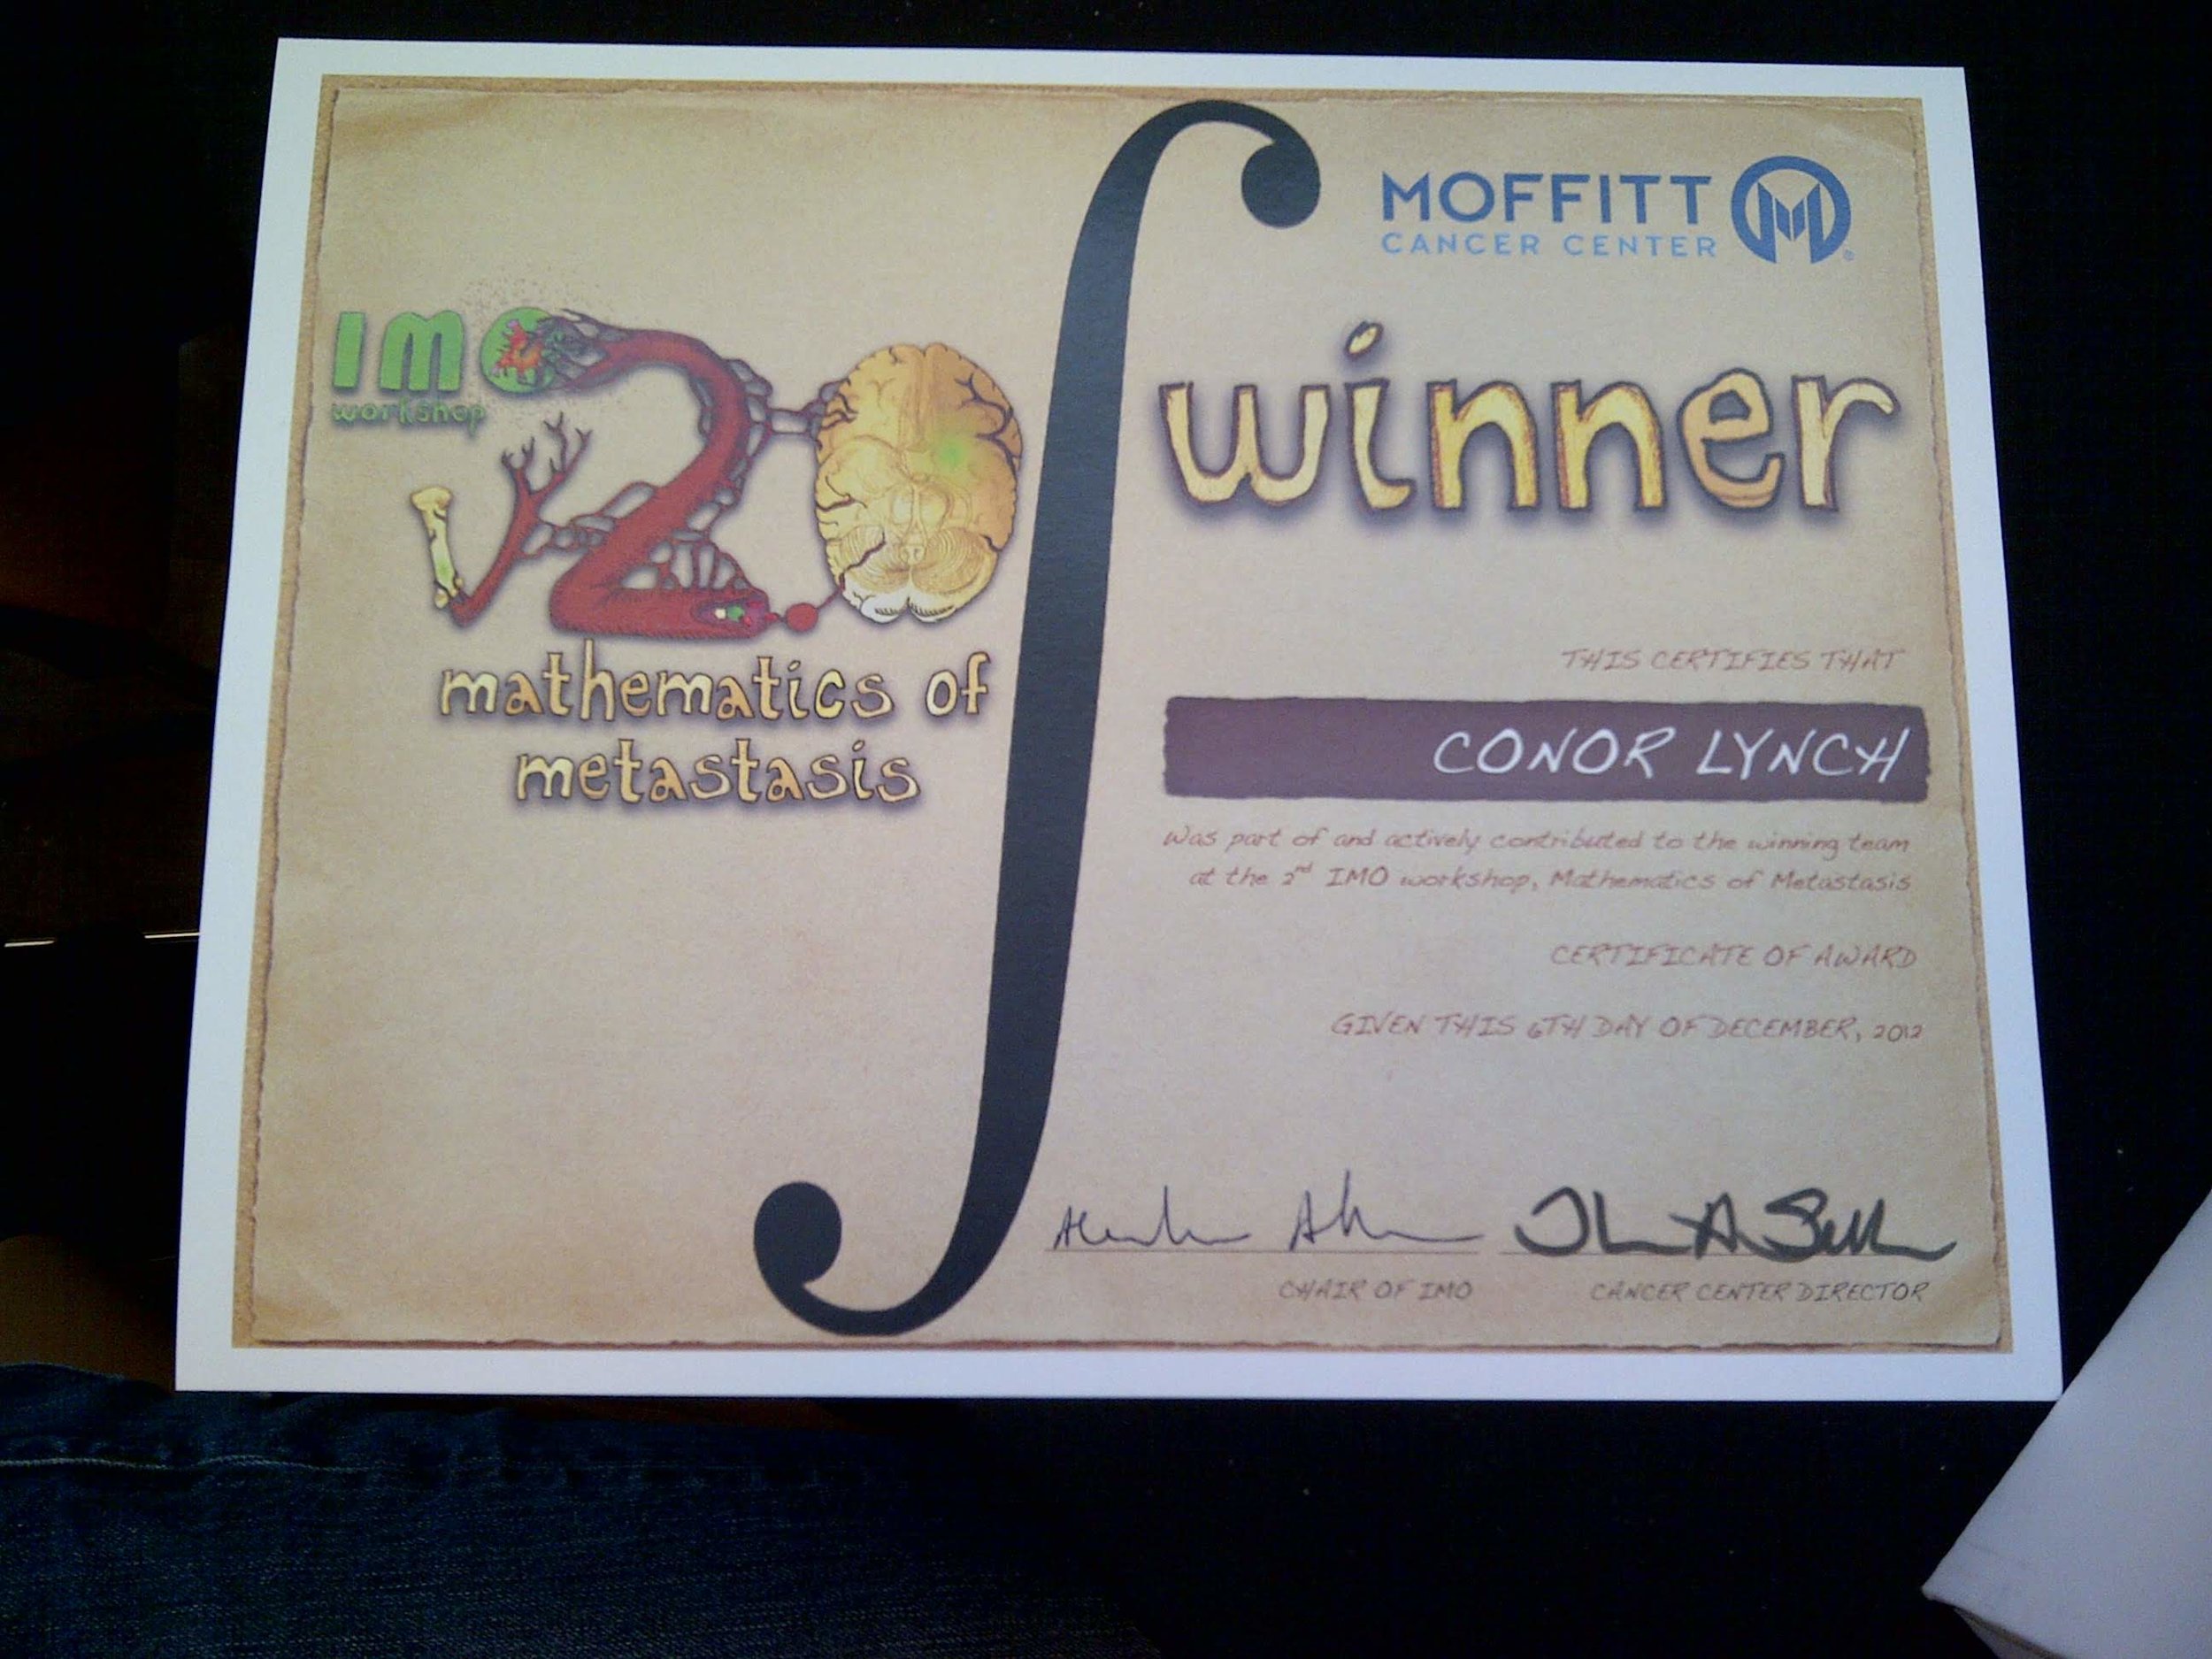 IMO
workshop
V20
mathematics of
metastasis
MOFFITT
CANCER CENTER
winner
THIS CERTIFIES THAT
CONOR LYNCH
Was part of and actively contributed to the winning team
at the 2nd IMO workshop, Mathematics of Metastasis
CERTIFICATE OF AWARD
GIVEN THIS 6TH DAY OF DECEMBER, 2012
CHAIR OF IMO
CANCER CENTER DIRECTOR